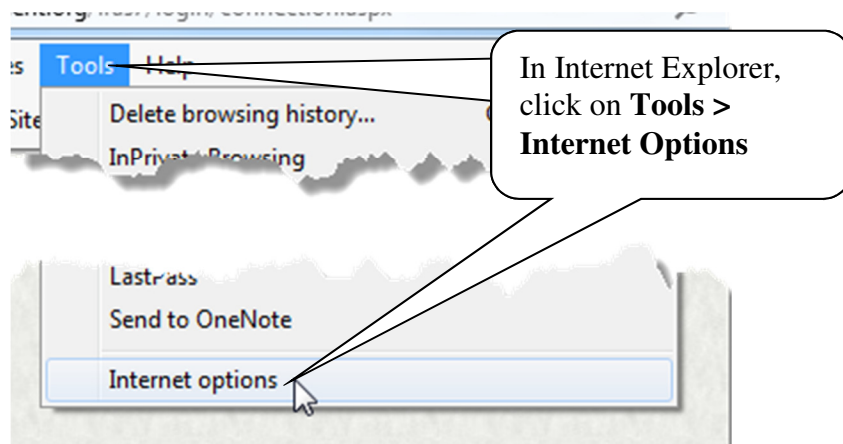 Tools Help
In Internet Explorer,
click on Tools >
Internet Options
Delete browsing history...
InPrivate Browsing
LastPass
Send to OneNote
Internet options